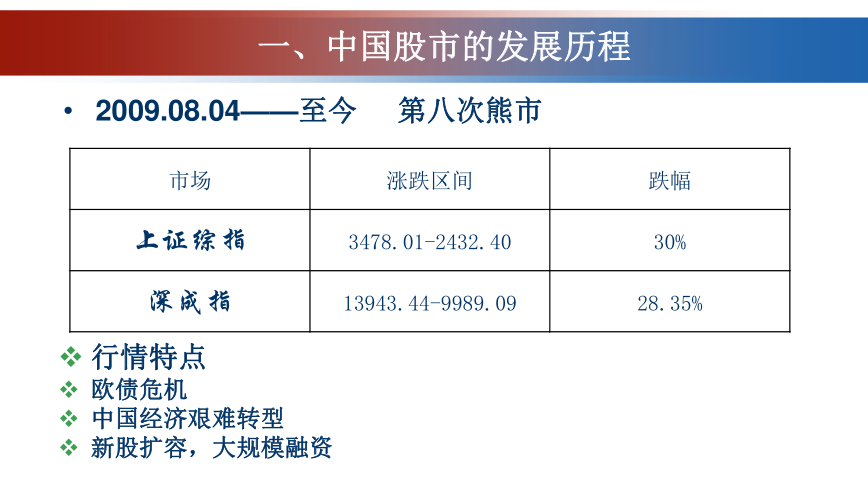 一、中国股市的发展历程
• 2009.08.04——至今 第八次熊市
市场 涨跌区间 跌幅
上证综指 3478.01-2432.40 30%
深成指 13943.44-9989.09 28.35%
❖ 行情特点
❖ 欧债危机
❖ 中国经济艰难转型
❖ 新股扩容，大规模融资